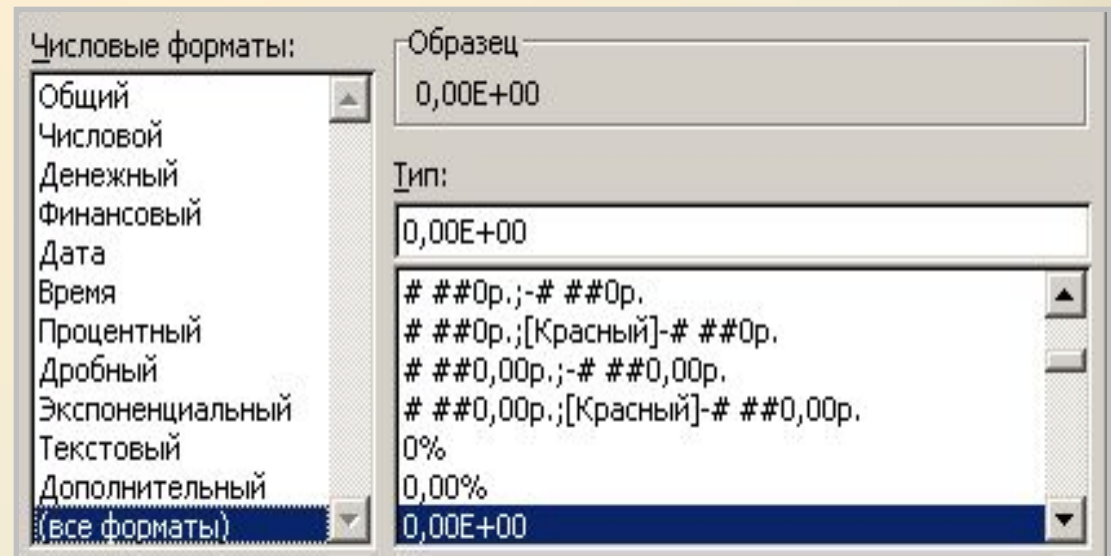 Числовые форматы:
Общий
Числовой
Денежный
Финансовый
Дата
Время
Процентный
Дробный
Экспоненциальный
Текстовый
Дополнительный
(все форматы)
Образец
0,00E+00
Тип:
0,00E+00
# ##0р.;-# ##0р.
# ##0р.;[Красный]-# ##0р.
# ##0,00р.;-# ##0,00р.
# ##0,00р.;[Красный]-# ##0,00р.
0%
0,00%
0,00E+00